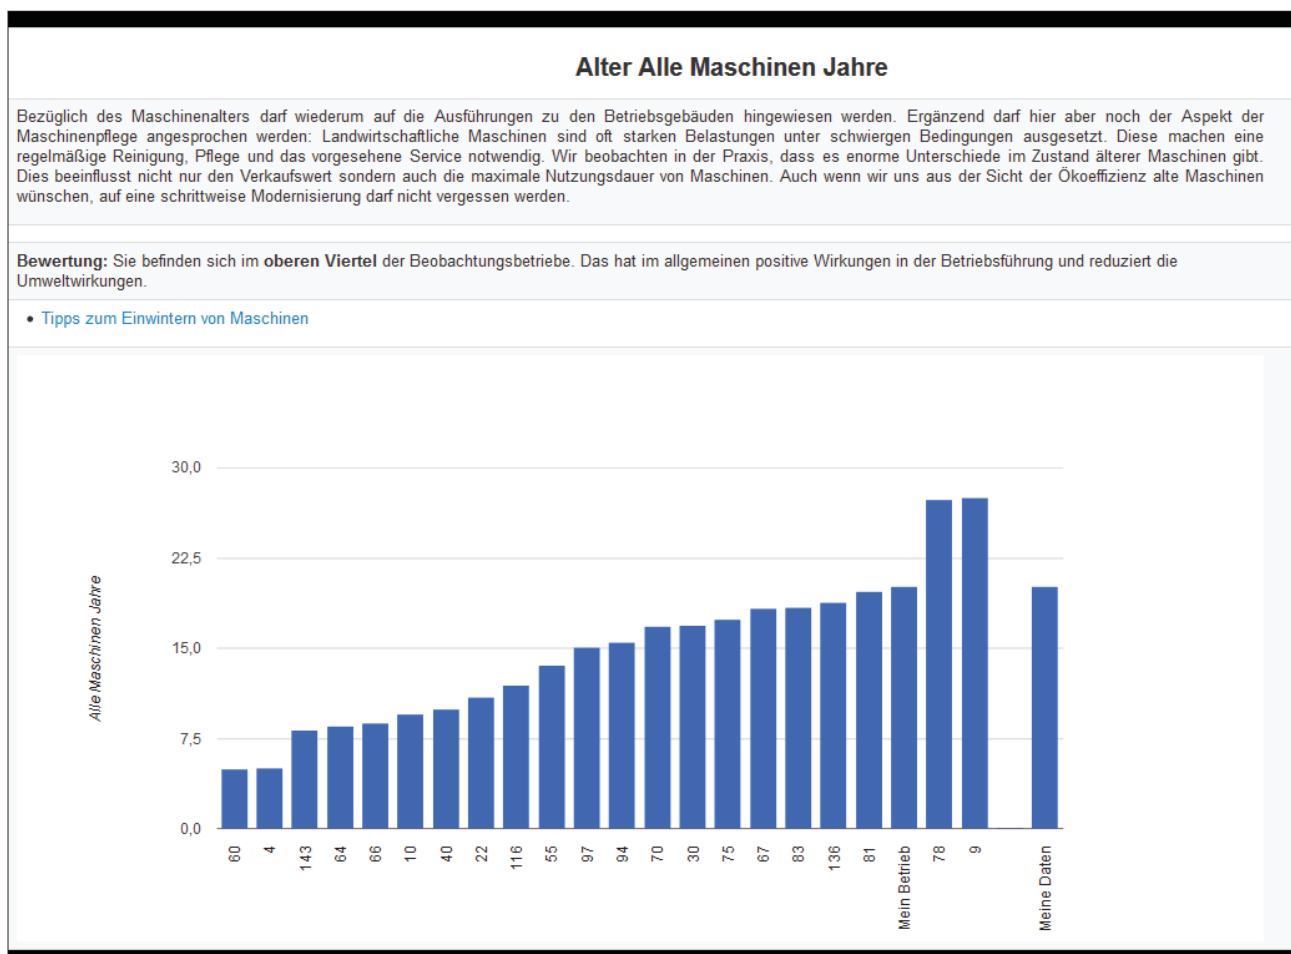 Alter Alle Maschinen Jahre
Bezüglich des Maschinenalters darf wiederum auf die Ausführungen zu den Betriebsgebäuden hingewiesen werden. Ergänzend darf hier aber noch der Aspekt der
Maschinenpflege angesprochen werden: Landwirtschaftliche Maschinen sind oft starken Belastungen unter schwiergen Bedingungen ausgesetzt. Diese machen eine
regelmäßige Reinigung, Pflege und das vorgesehene Service notwendig. Wir beobachten in der Praxis, dass es enorme Unterschiede im Zustand älterer Maschinen gibt.
Dies beeinflusst nicht nur den Verkaufswert sondern auch die maximale Nutzungsdauer von Maschinen. Auch wenn wir uns aus der Sicht der Ökoeffizienz alte Maschinen
wünschen, auf eine schrittweise Modernisierung darf nicht vergessen werden.
Bewertung: Sie befinden sich im oberen Viertel der Beobachtungsbetriebe. Das hat im allgemeinen positive Wirkungen in der Betriebsführung und reduziert die
Umweltwirkungen.
• Tipps zum Einwintern von Maschinen
Alle Maschinen Jahre
30,0
22,5
15,0
7,5
0,0
60
4
143
64
66
10
40
22
116
55
97
94
70
30
75
67
83
136
81
Mein Betrieb
78
9
Meine Daten